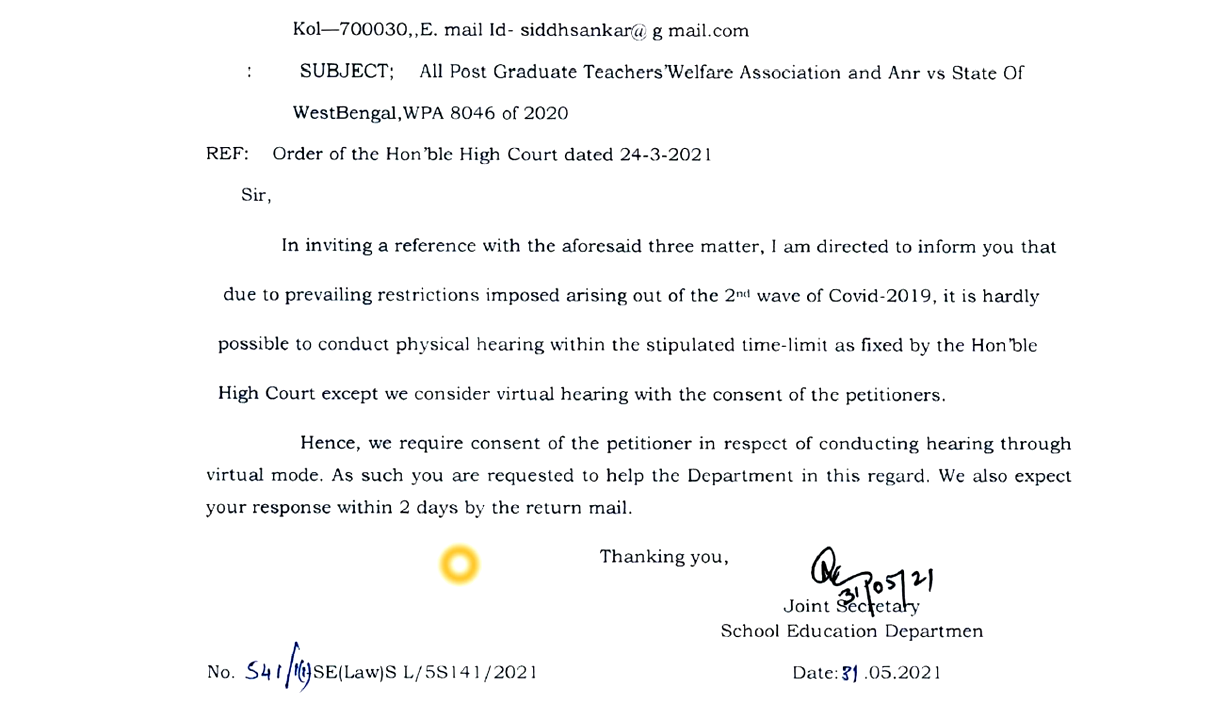 Kol—700030,,E. mail Id- siddhsankar@ g mail.com
: SUBJECT; All Post Graduate Teachers'Welfare Association and Anr vs State Of
WestBengal,WPA 8046 of 2020
REF: Order of the Hon'ble High Court dated 24-3-2021
Sir,
In inviting a reference with the aforesaid three matter, I am directed to inform you that
due to prevailing restrictions imposed arising out of the 2nd wave of Covid-2019, it is hardly
possible to conduct physical hearing within the stipulated time-limit as fixed by the Hon'ble
High Court except we consider virtual hearing with the consent of the petitioners.
Hence, we require consent of the petitioner in respect of conducting hearing through
virtual mode. As such you are requested to help the Department in this regard. We also expect
your response within 2 days by the return mail.
Thanking you,
31/05/21
Joint Secretary
School Education Departmen
No. 541/1(1)SE(Law)S L/5S141/2021 Date:31.05.2021